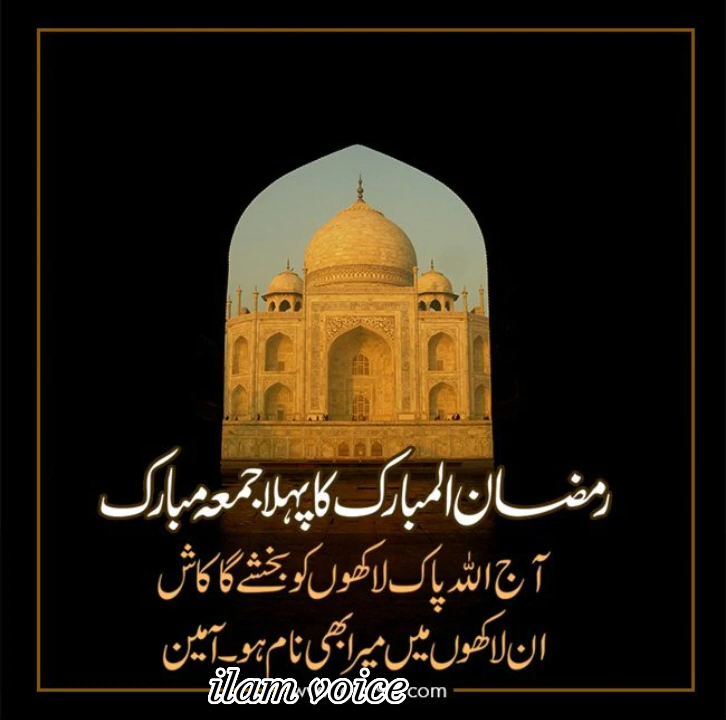 رمضان المبارک کا پہلا جمعہ مبارک
آج اللہ پاک لاکھوں کو بخشے گا کاش
ان لاکھوں میں میرا بھی نام ہو۔ آمین
ilam voice
.com